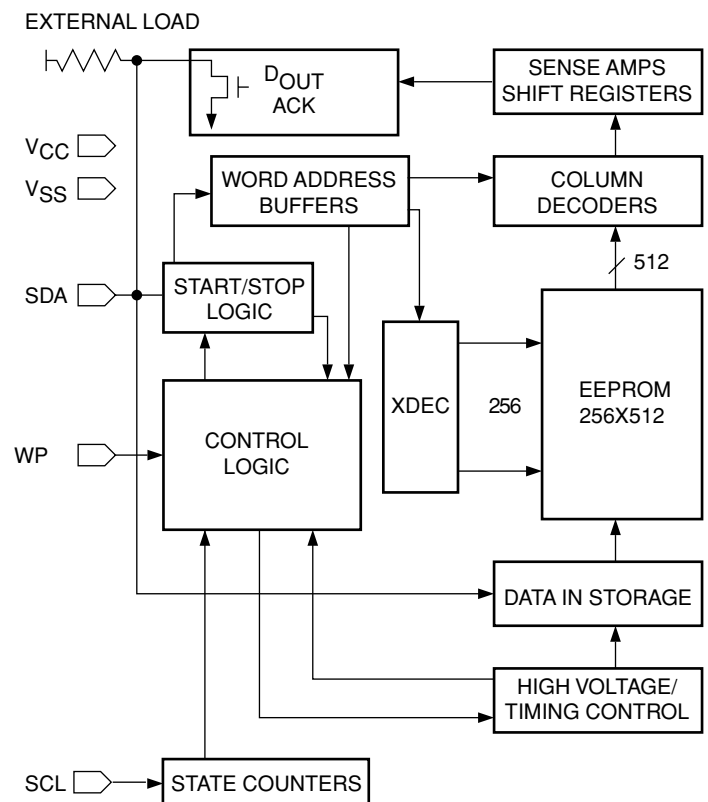 EXTERNAL LOAD
DOUT
ACK
SENSE AMPS
SHIFT REGISTERS
VCC
VSS
WORD ADDRESS
BUFFERS
COLUMN
DECODERS
512
SDA
START/STOP
LOGIC
XDEC
256
EEPROM
256X512
WP
CONTROL
LOGIC
DATA IN STORAGE
HIGH VOLTAGE/
TIMING CONTROL
SCL
STATE COUNTERS